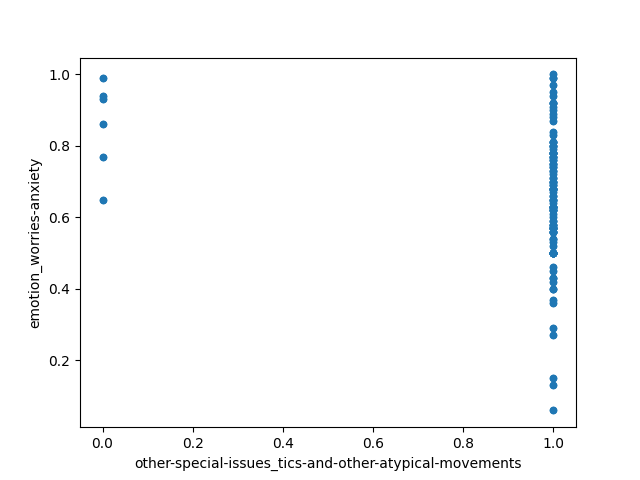 1.0
0.8
0.6
0.4
0.2
emotion_worries-anxiety
0.0 0.2 0.4 0.6 0.8 1.0
other-special-issues_tics-and-other-atypical-movements